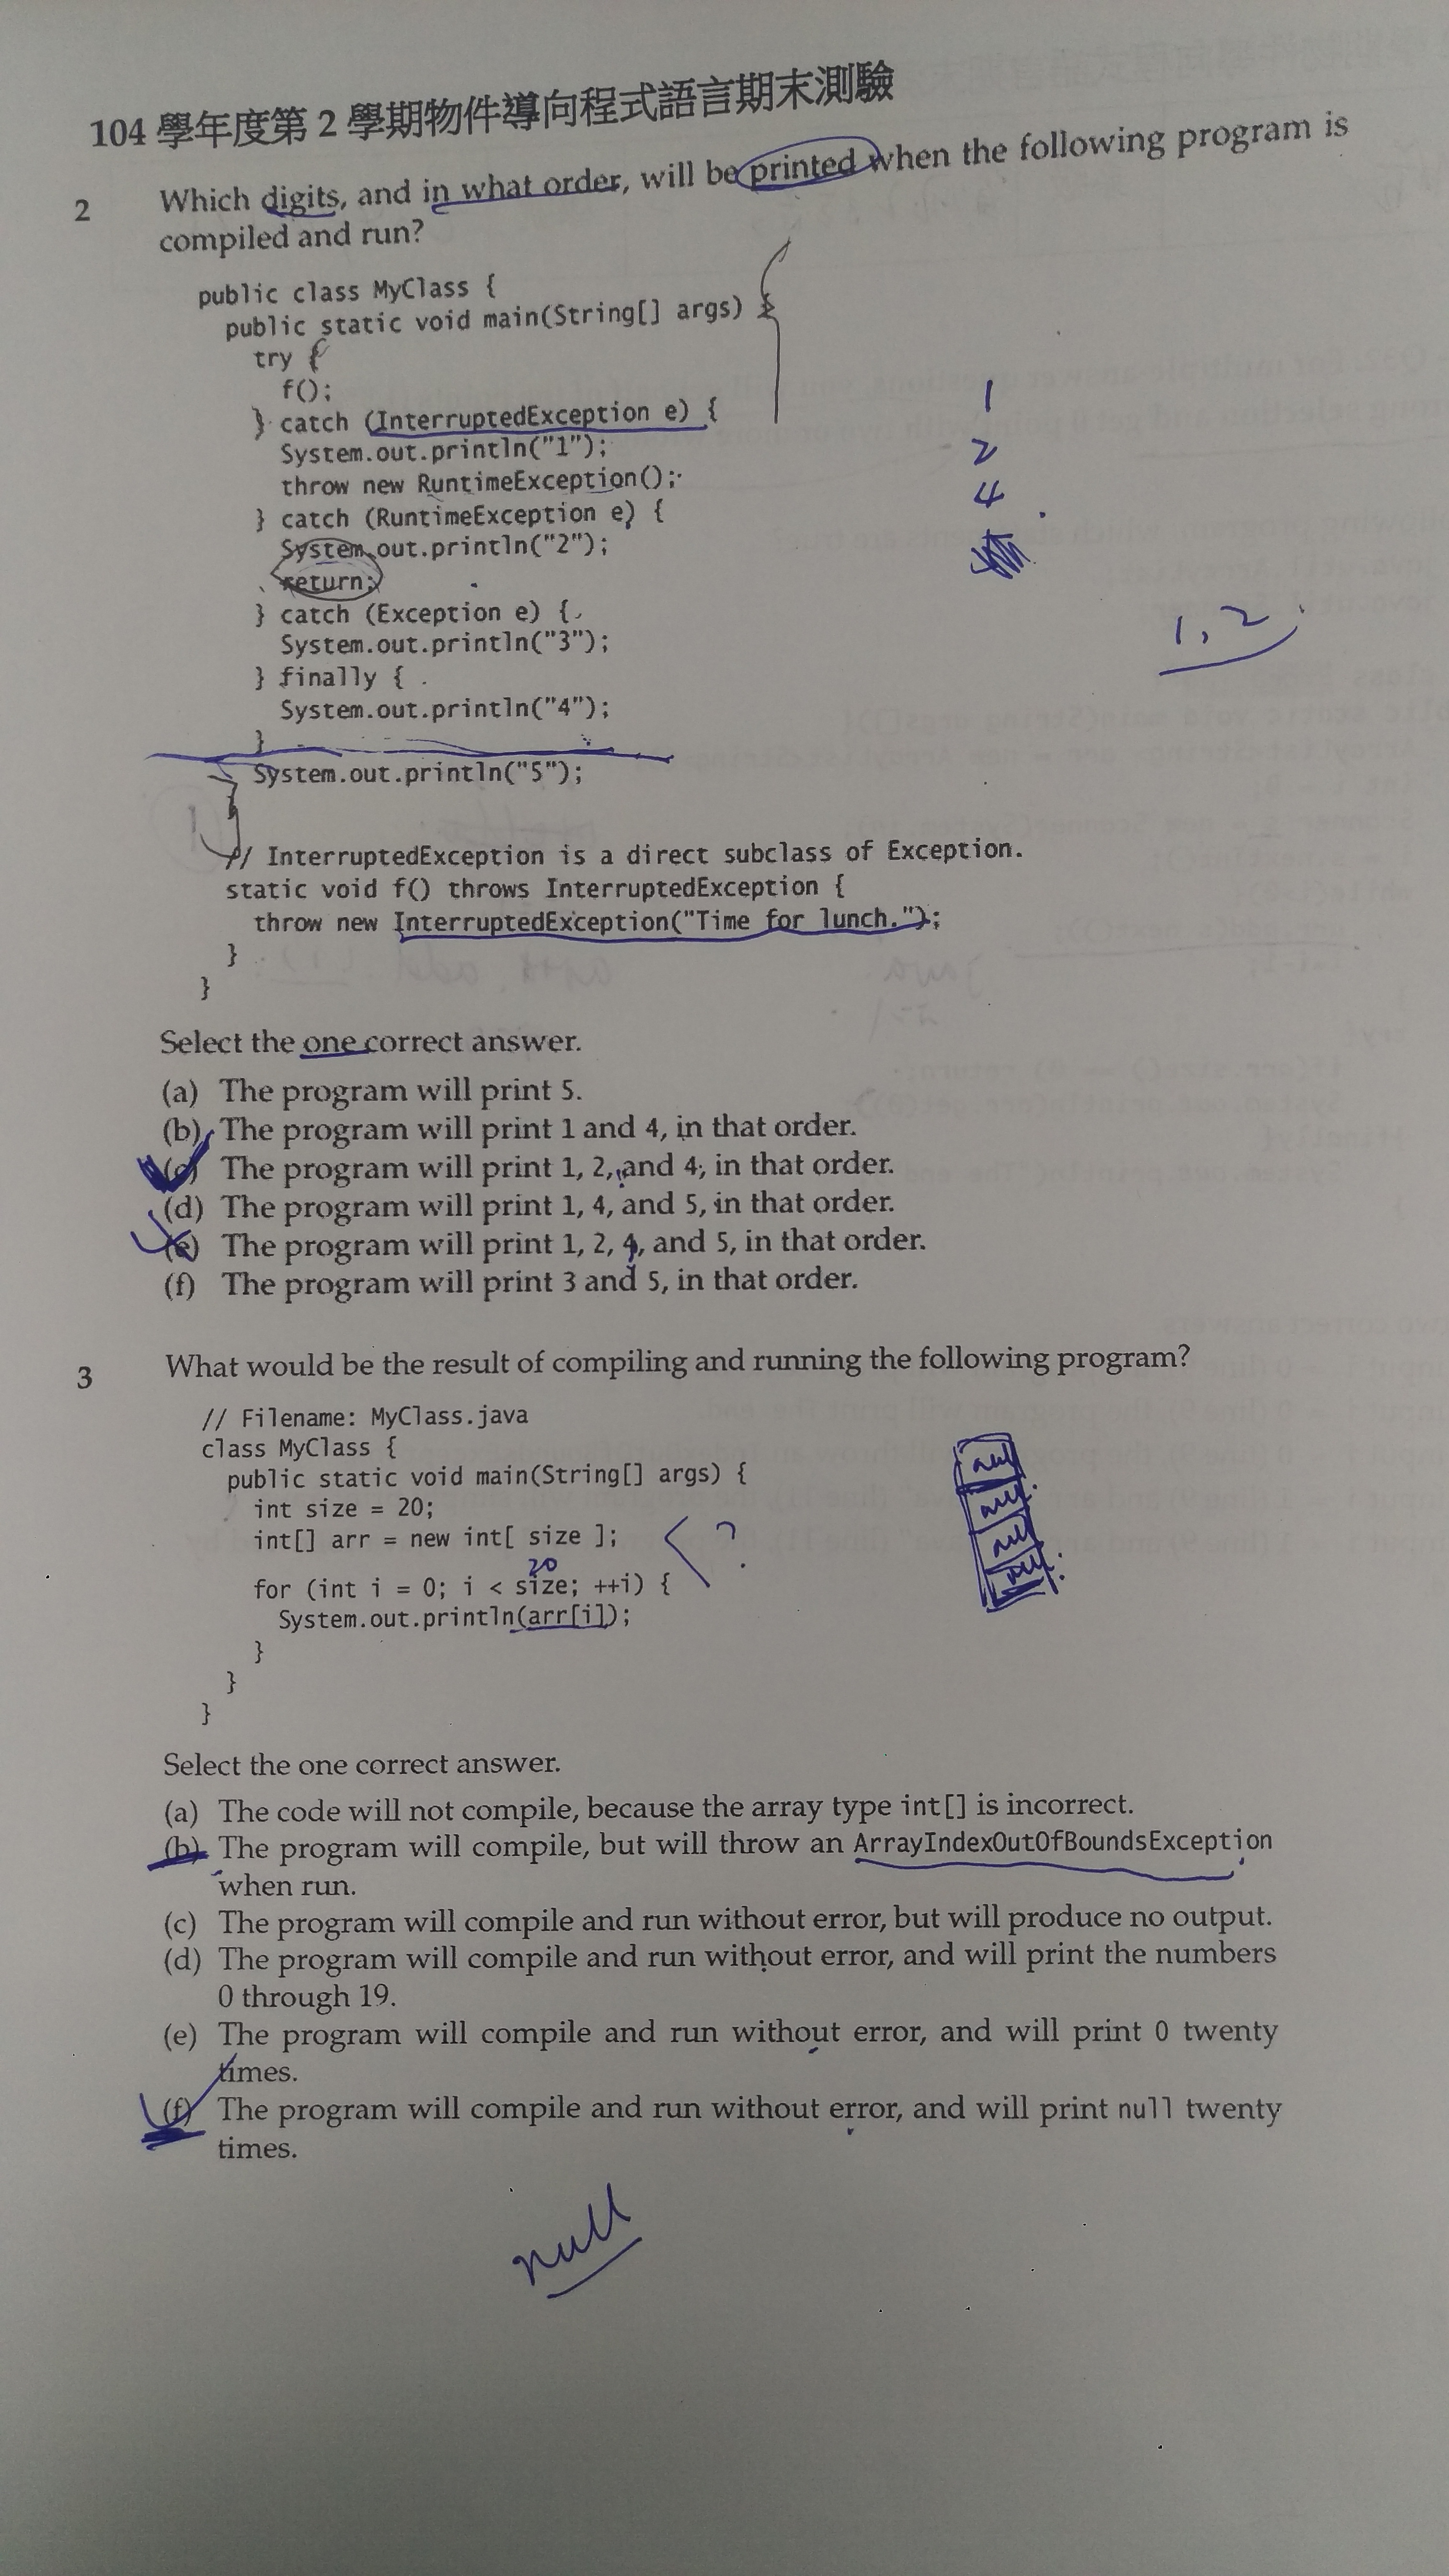 104 學年度第 2 學期物件導向程式語言期末測驗
2 Which digits, and in what order, will be printed when the following program is
compiled and run?
public class MyClass {
public static void main(String[] args) {
try {
f();
} catch (InterruptedException e) {
System.out.println("1");
throw new RuntimeException();
} catch (RuntimeException e) {
System.out.println("2");
return;
} catch (Exception e) {
System.out.println("3");
} finally {
System.out.println("4");
}
System.out.println("5");
}
1
2
4
1, 2
// InterruptedException is a direct subclass of Exception.
static void f() throws InterruptedException {
throw new InterruptedException("Time for lunch.");
}
}
Select the one correct answer.
(a) The program will print 5.
(b) The program will print 1 and 4, in that order.
(c) The program will print 1, 2, and 4, in that order.
(d) The program will print 1, 4, and 5, in that order.
(e) The program will print 1, 2, 4, and 5, in that order.
(f) The program will print 3 and 5, in that order.
3 What would be the result of compiling and running the following program?
// Filename: MyClass.java
class MyClass {
public static void main(String[] args) {
int size = 20;
int[] arr = new int[ size ];
?
20
for (int i = 0; i < size; ++i) {
System.out.println(arr[i]);
}
}
}
null
null
null
null
Select the one correct answer.
(a) The code will not compile, because the array type int[] is incorrect.
(b) The program will compile, but will throw an ArrayIndexOutOfBoundsException
when run.
(c) The program will compile and run without error, but will produce no output.
(d) The program will compile and run without error, and will print the numbers
0 through 19.
(e) The program will compile and run without error, and will print 0 twenty
times.
(f) The program will compile and run without error, and will print null twenty
times.
null